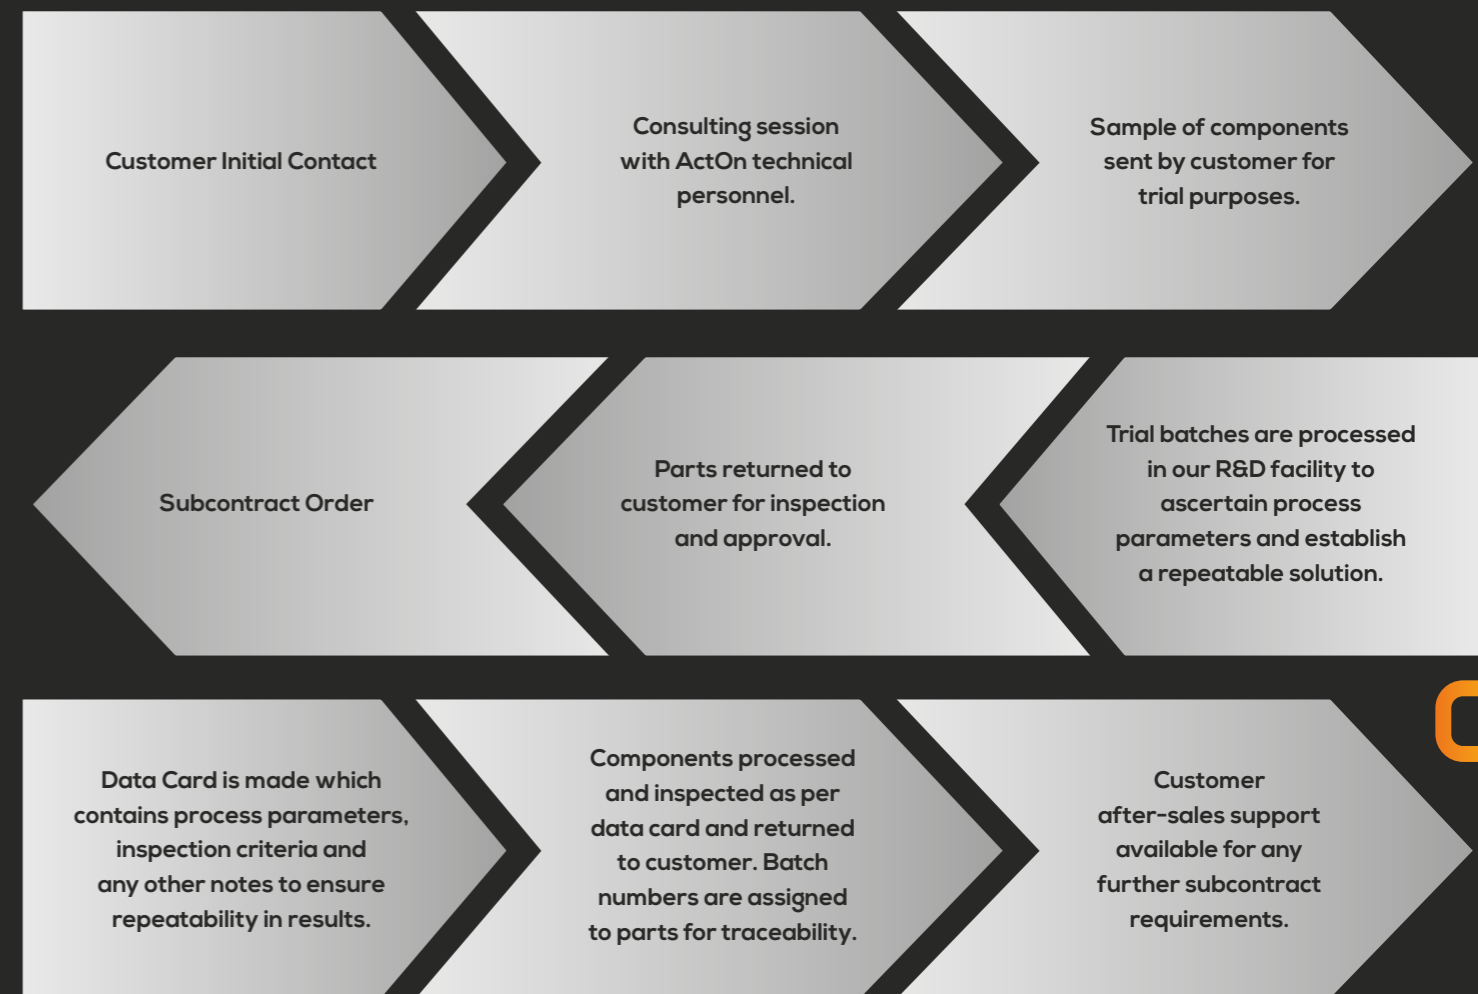 Customer Initial Contact
Consulting session
with ActOn technical
personnel.
Sample of components
sent by customer for
trial purposes.
Trial batches are processed
in our R&D facility to
ascertain process
parameters and establish
a repeatable solution.
Parts returned to
customer for inspection
and approval.
Subcontract Order
Data Card is made which
contains process parameters,
inspection criteria and
any other notes to ensure
repeatability in results.
Components processed
and inspected as per
data card and returned
to customer. Batch
numbers are assigned
to parts for traceability.
Customer
after-sales support
available for any
further subcontract
requirements.